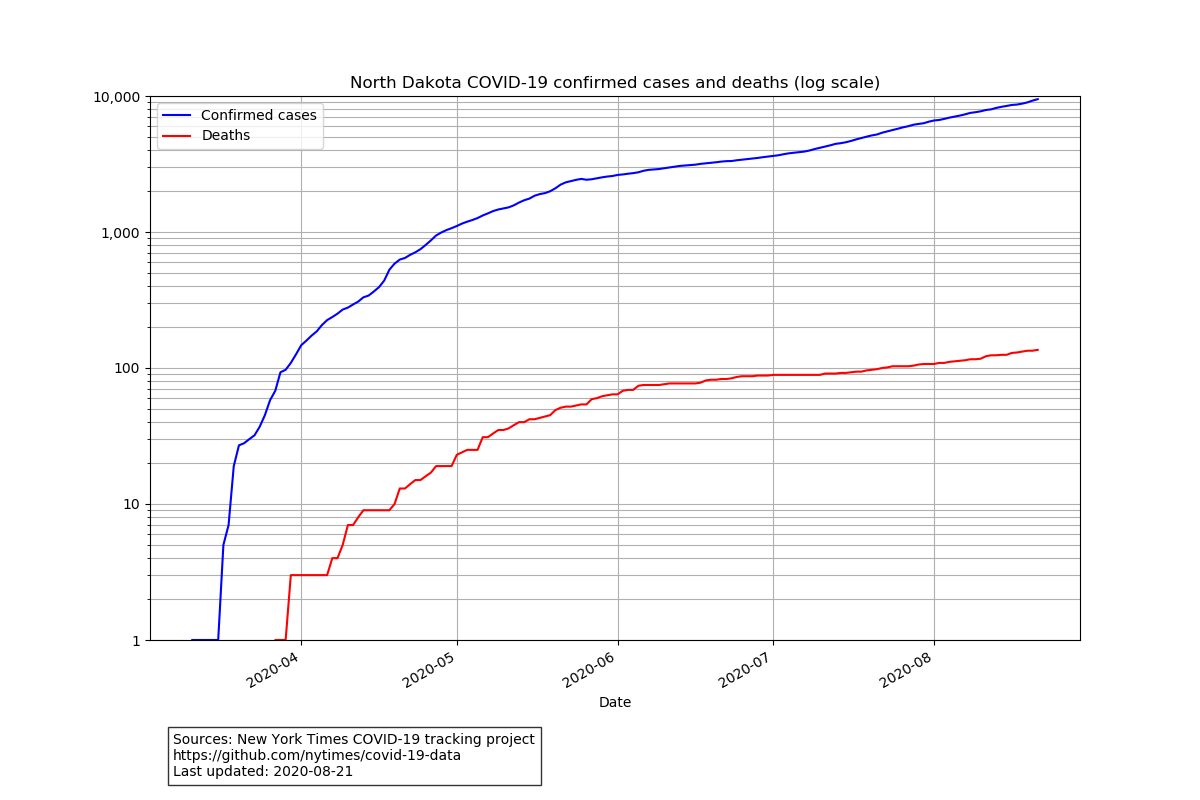 North Dakota COVID-19 confirmed cases and deaths (log scale)
Confirmed cases
Deaths
10,000
1,000
100
10
1
2020-04
2020-05
2020-06
2020-07
2020-08
Date
Sources: New York Times COVID-19 tracking project
https://github.com/nytimes/covid-19-data
Last updated: 2020-08-21